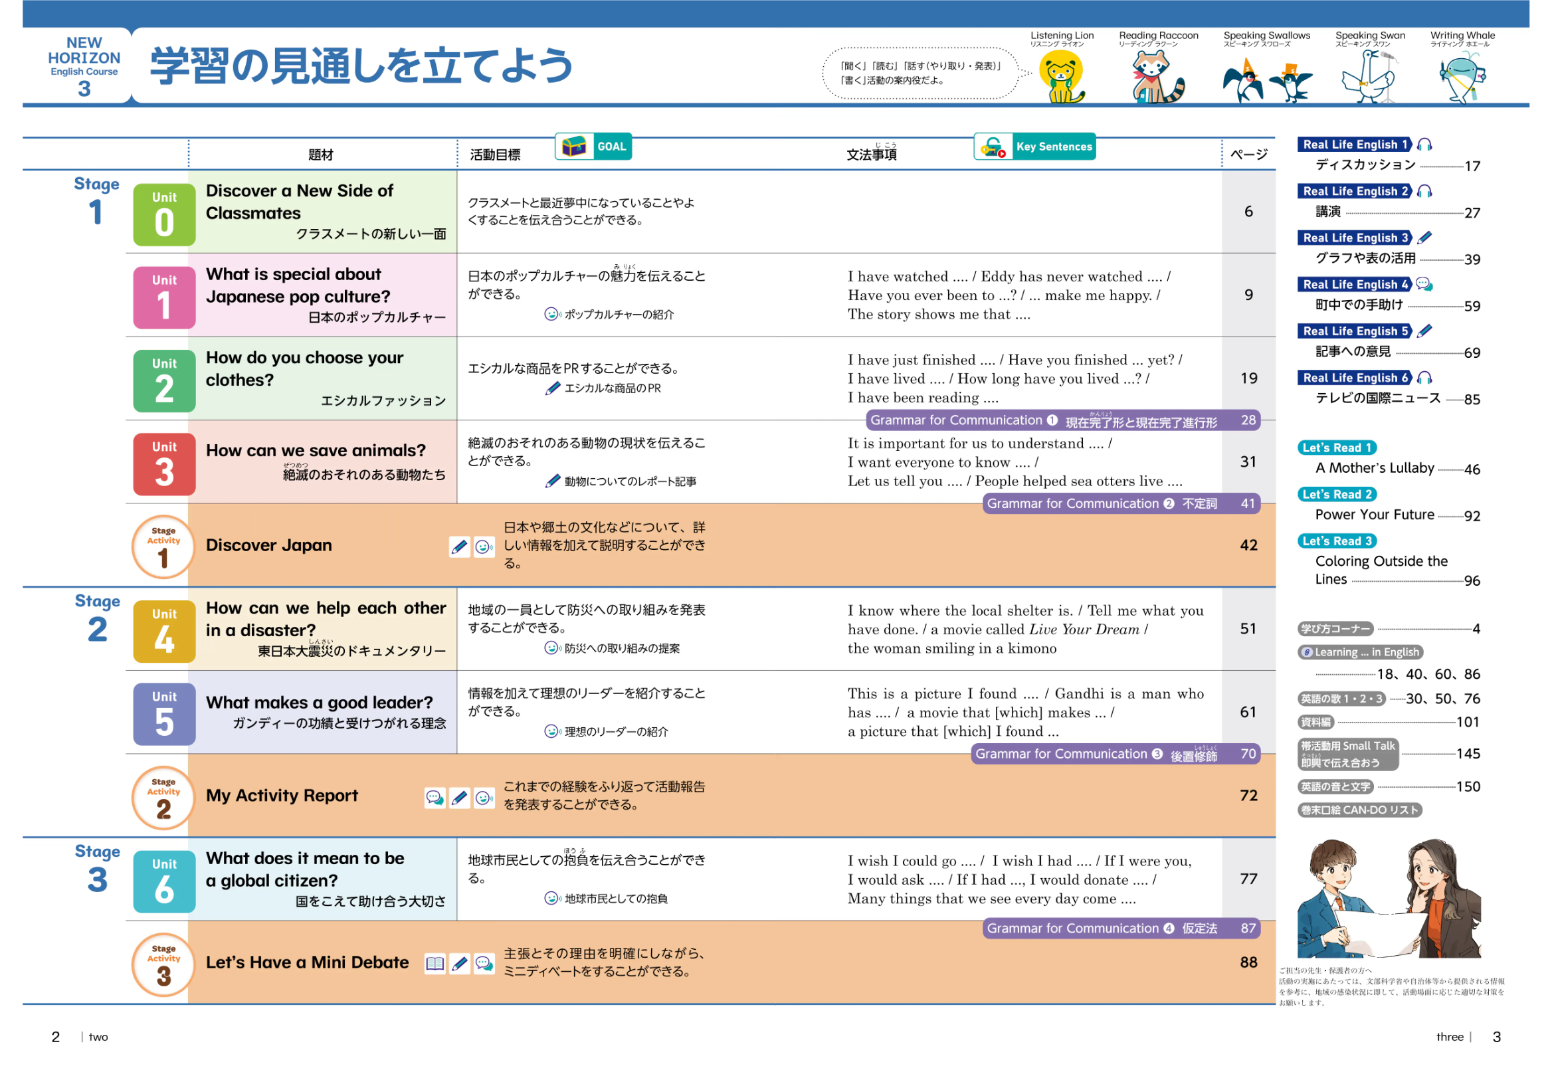 NEW
HORIZON
English Course
3
学習の見通しを立てよう
「聞く」「読む」「話す(やり取り・発表)」
「書く」活動の案内役だよ。
Listening Lion
リスニング ライオン
Reading Raccoon
リーディング ラクーン
Speaking Swallows
スピーキング スワローズ
Speaking Swan
スピーキング スワン
Writing Whale
ライティング ホエール
題材
活動目標
GOAL
文法事項
じ こう
Key Sentences
ページ
Stage
1
Unit
0
Discover a New Side of
Classmates
クラスメートの新しい一面
クラスメートと最近夢中になっていることやよ
くすることを伝え合うことができる。
6
Unit
1
What is special about
Japanese pop culture?
日本のポップカルチャー
み りょく
日本のポップカルチャーの魅力を伝えること
ができる。
ポップカルチャーの紹介
I have watched .... / Eddy has never watched .... /
Have you ever been to ...? / ... make me happy. /
The story shows me that ....
9
Unit
2
How do you choose your
clothes?
エシカルファッション
エシカルな商品をPRすることができる。
エシカルな商品のPR
I have just finished .... / Have you finished ... yet? /
I have lived .... / How long have you lived ...? /
I have been reading ....
19
Grammar for Communication ❶ 現在完了形と現在完了進行形 28
かんりょう
Unit
3
How can we save animals?
ぜつめつ
絶滅のおそれのある動物たち
絶滅のおそれのある動物の現状を伝えるこ
とができる。
動物についてのレポート記事
It is important for us to understand .... /
I want everyone to know .... /
Let us tell you .... / People helped sea otters live ....
31
Grammar for Communication ❷ 不定詞 41
Stage
Activity
1
Discover Japan
日本や郷土の文化などについて、詳
しい情報を加えて説明することができ
る。
42
Stage
2
Unit
4
How can we help each other
in a disaster?
しんさい
東日本大震災のドキュメンタリー
地域の一員として防災への取り組みを発表
することができる。
防災への取り組みの提案
I know where the local shelter is. / Tell me what you
have done. / a movie called Live Your Dream /
the woman smiling in a kimono
51
Unit
5
What makes a good leader?
ガンディーの功績と受けつがれる理念
情報を加えて理想のリーダーを紹介すること
ができる。
理想のリーダーの紹介
This is a picture I found .... / Gandhi is a man who
has .... / a movie that [which] makes ... /
a picture that [which] I found ...
61
Grammar for Communication ❸ 後置修飾 70
しゅうしょく
Stage
Activity
2
My Activity Report
これまでの経験をふり返って活動報告
を発表することができる。
72
Stage
3
Unit
6
What does it mean to be
a global citizen?
国をこえて助け合う大切さ
ほう ふ
地球市民としての抱負を伝え合うことができ
る。
地球市民としての抱負
I wish I could go .... / I wish I had .... / If I were you,
I would ask .... / If I had ..., I would donate .... /
Many things that we see every day come ....
77
Grammar for Communication ❹ 仮定法 87
Stage
Activity
3
Let's Have a Mini Debate
主張とその理由を明確にしながら、
ミニディベートをすることができる。
88
Real Life English 1
ディスカッション 17
Real Life English 2
講演 27
Real Life English 3
グラフや表の活用 39
Real Life English 4
町中での手助け 59
Real Life English 5
記事への意見 69
Real Life English 6
テレビの国際ニュース 85
Let's Read 1
A Mother's Lullaby 46
Let's Read 2
Power Your Future 92
Let's Read 3
Coloring Outside the
Lines 96
学び方コーナー 4
Learning ... in English
18、40、60、86
英語の歌 1・2・3 30、50、76
資料編 101
帯活動用 Small Talk
即興で伝え合おう 145
そっきょう
英語の音と文字 150
巻末口絵 CAN-DO リスト
ご担当の先生・保護者の方へ
活動の実施にあたっては、文部科学省や自治体等から提供される情報
を参考に、地域の感染状況に即して、活動場面に応じた適切な対策を
お願いします。
2 | two
three | 3